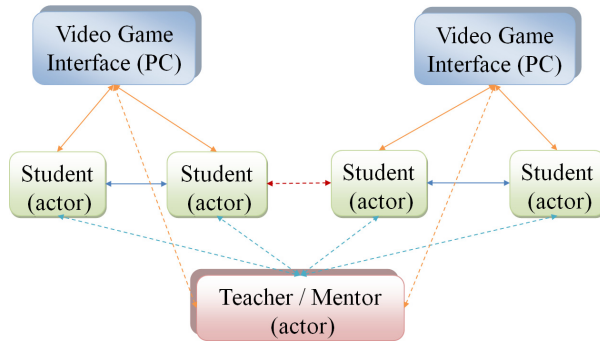 Video Game
Interface (PC)
Video Game
Interface (PC)
Student
(actor)
Student
(actor)
Student
(actor)
Student
(actor)
Teacher / Mentor
(actor)